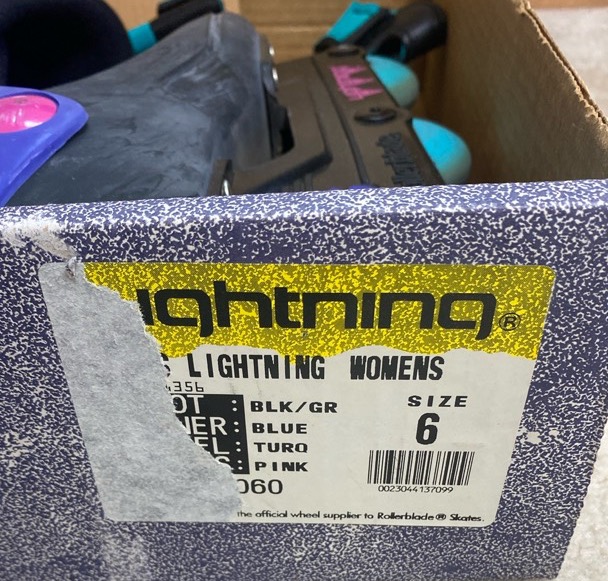 ightning®
LIGHTNING WOMENS
4356
OT : BLK/GR
NER : BLUE
EL : TURQ
S : PINK
SIZE
6
060
0023044137099
the official wheel supplier to Rollerblade® Skates.